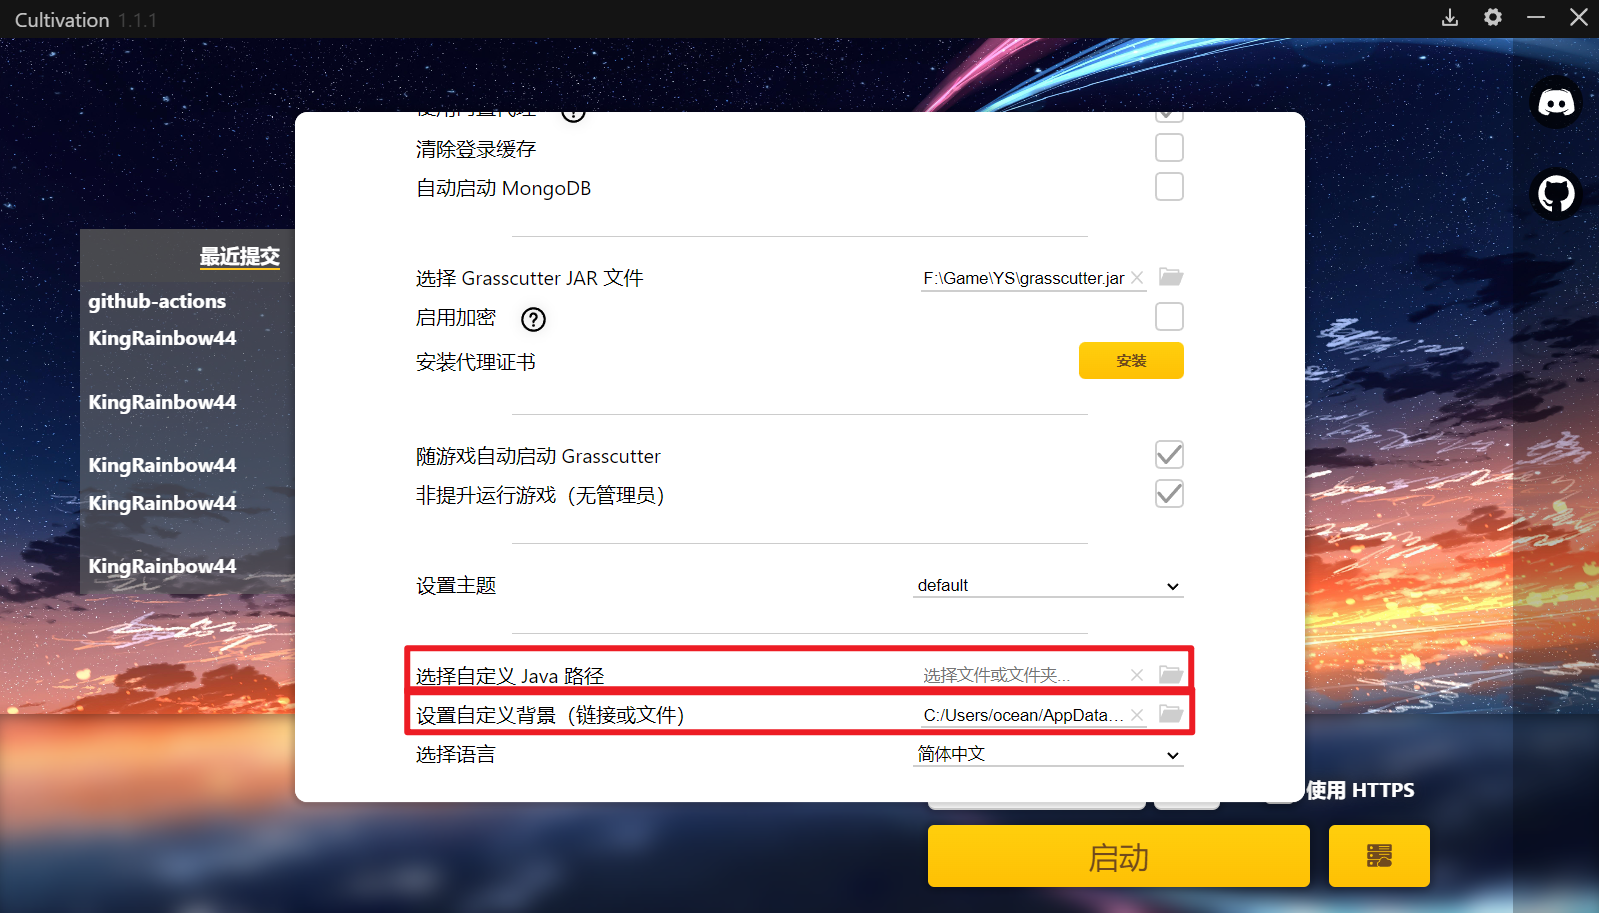 Cultivation 1.1.1
使用内置代理
清除登录缓存
自动启动 MongoDB
最近提交
github-actions
KingRainbow44
KingRainbow44
KingRainbow44
KingRainbow44
KingRainbow44
选择 Grasscutter JAR 文件 F:\Game\YS\grasscutter.jar
启用加密
安装代理证书 安装
随游戏自动启动 Grasscutter
非提升运行游戏（无管理员）
设置主题 default
选择自定义 Java 路径 选择文件或文件夹...
设置自定义背景（链接或文件） C:/Users/ocean/AppData...
选择语言 简体中文
使用 HTTPS
启动